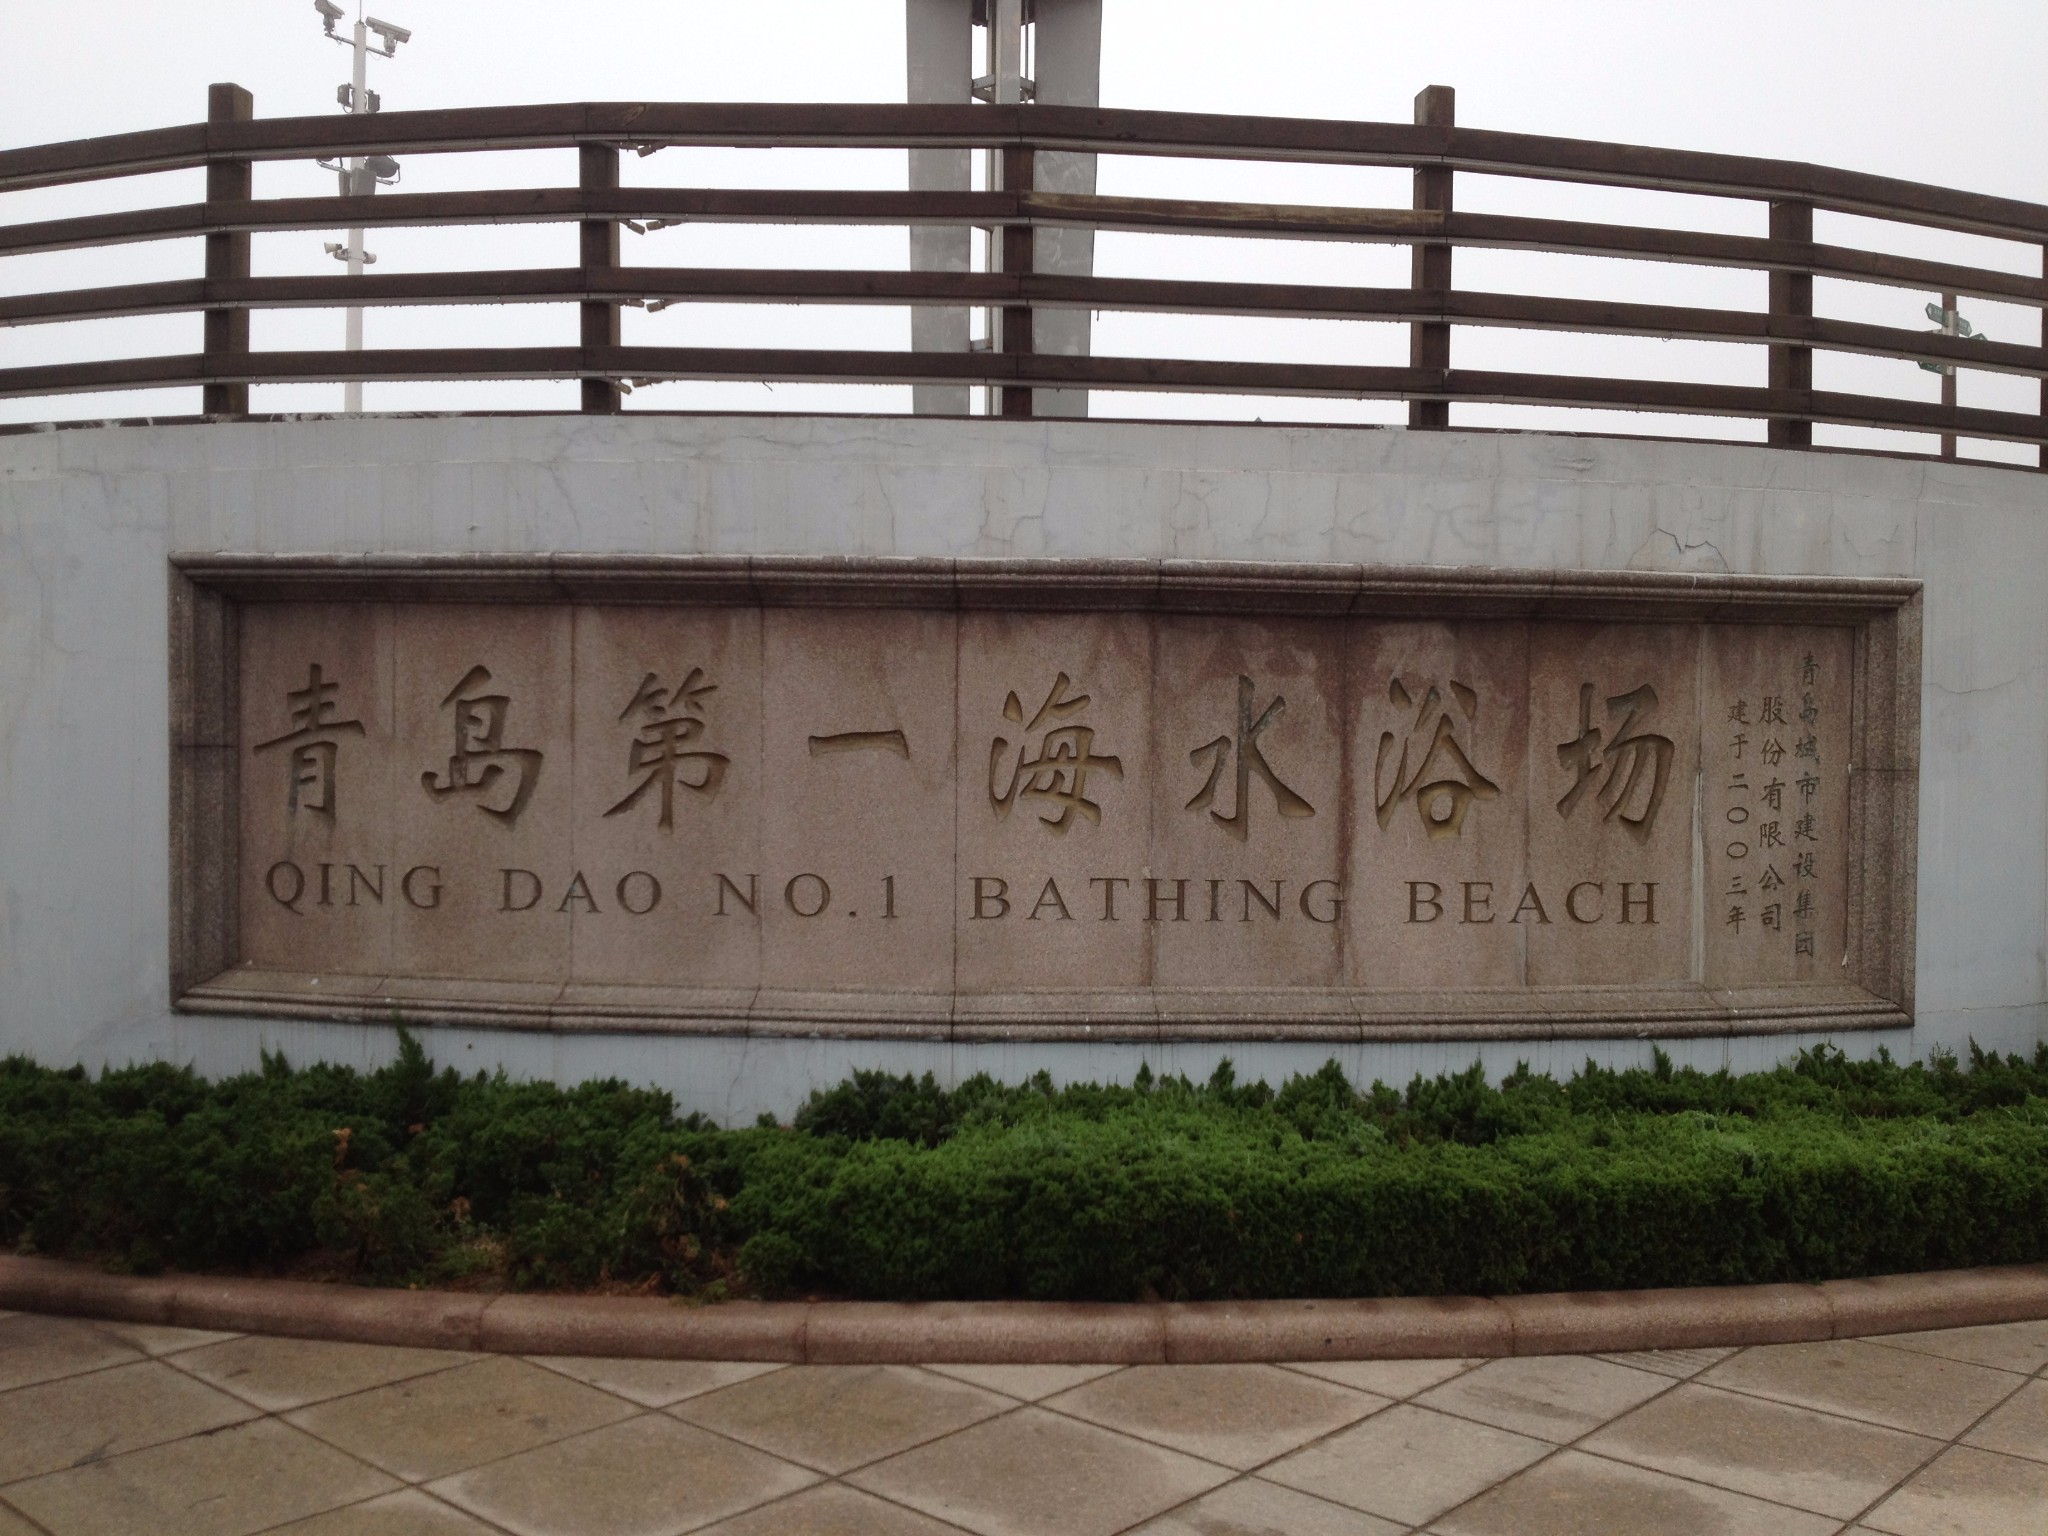 青岛第一海水浴场
QING DAO NO.1 BATHING BEACH
青岛城市建设集团
股份有限公司
建于二〇〇三年